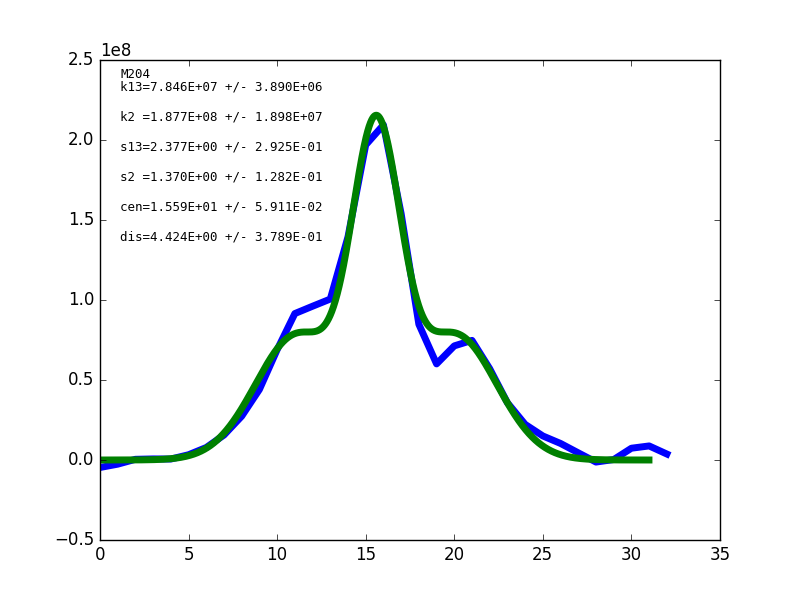 1e8
2.5
2.0
1.5
1.0
0.5
0.0
−0.5
M204
k13=7.846E+07 +/- 3.890E+06
k2 =1.877E+08 +/- 1.898E+07
s13=2.377E+00 +/- 2.925E-01
s2 =1.370E+00 +/- 1.282E-01
cen=1.559E+01 +/- 5.911E-02
dis=4.424E+00 +/- 3.789E-01
0 5 10 15 20 25 30 35